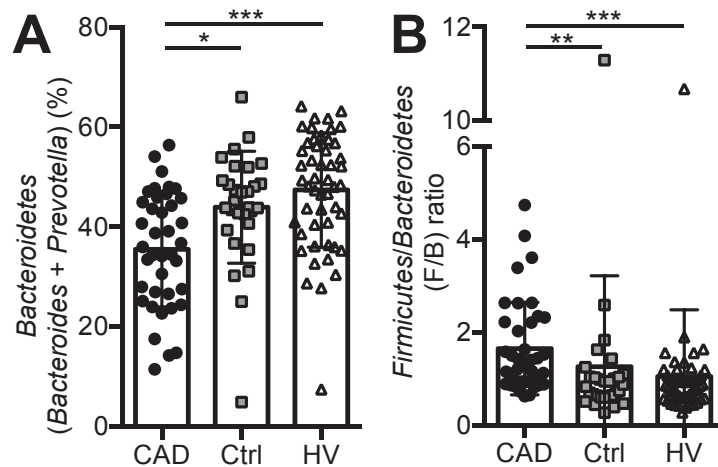 A
Bacteroidetes
(Bacteroides + Prevotella) (%)
80
60
40
20
0
***
*
CAD Ctrl HV
B
Firmicutes/Bacteroidetes
(F/B) ratio
12
10
6
4
2
0
***
**
CAD Ctrl HV